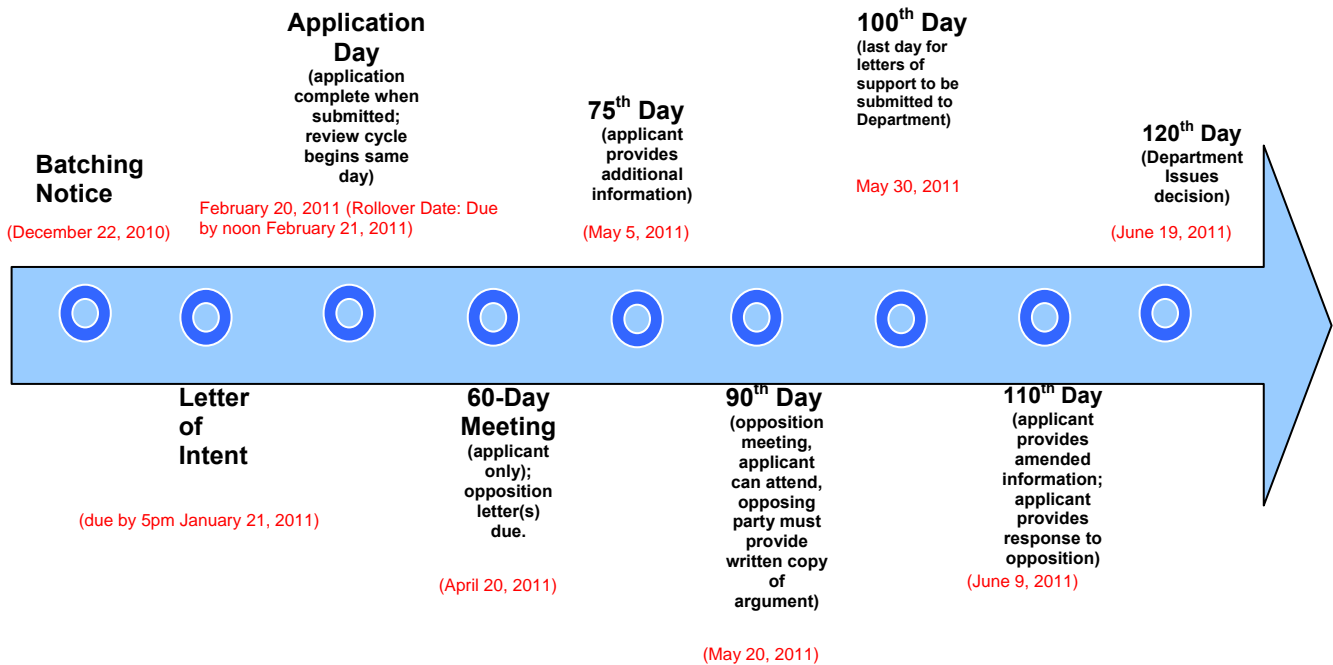 Batching
Notice
(December 22, 2010)
Letter
of
Intent
(due by 5pm January 21, 2011)
Application
Day
(application
complete when
submitted;
review cycle
begins same
day)
February 20, 2011 (Rollover Date: Due
by noon February 21, 2011)
60-Day
Meeting
(applicant
only);
opposition
letter(s)
due.
(April 20, 2011)
75th Day
(applicant
provides
additional
information)
(May 5, 2011)
90th Day
(opposition
meeting,
applicant
can attend,
opposing
party must
provide
written copy
of
argument)
(May 20, 2011)
100th Day
(last day for
letters of
support to be
submitted to
Department)
May 30, 2011
110th Day
(applicant
provides
amended
information;
applicant
provides
response to
opposition)
(June 9, 2011)
120th Day
(Department
Issues
decision)
(June 19, 2011)